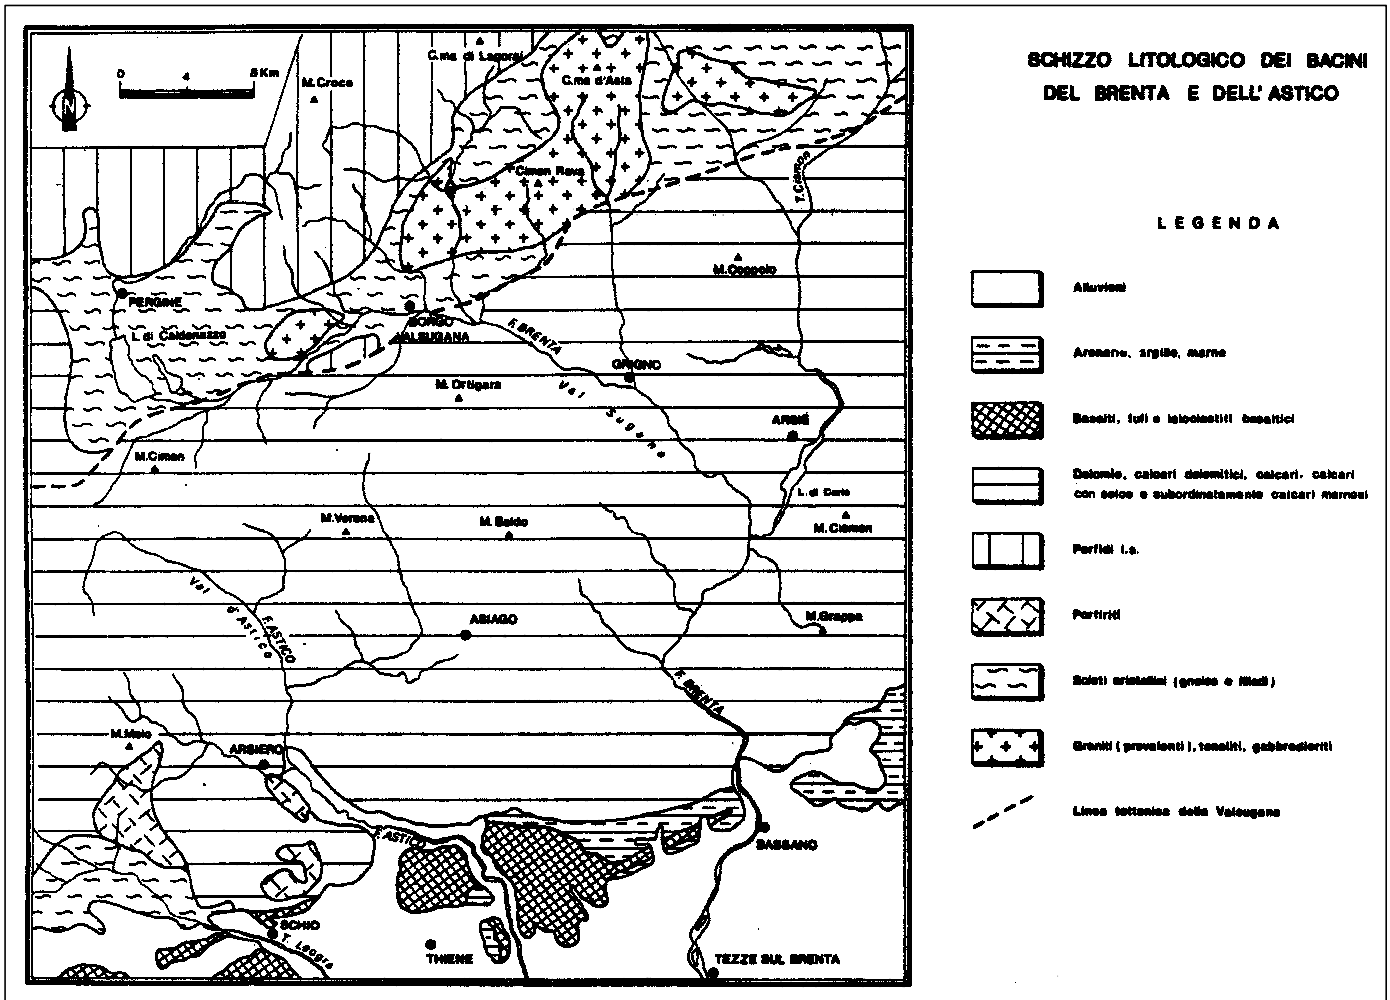 SCHIZZO LITOLOGICO DEI BACINI
DEL BRENTA E DELL'ASTICO
LEGENDA
Alluvioni
Arenarie, argille, marne
Basalti, tufi e ialoclastiti basaltici
Dolomie, calcari dolomitici, calcari, calcari
con selce e subordinatamente calcari marnosi
Porfidi l.s.
Porfiriti
Scisti cristallini (gneiss e filladi)
Graniti (prevalenti), tonaliti, gabbrodioriti
Linea tettonica della Valsugana
N
0 4 8 Km
M.Croce
C.ma di Lagorai
C.ma d'Asta
Cimon Rava
T. Cismon
M.Coppolo
PERGINE
L. di Caldonazzo
BORGO
VALSUGANA
F. BRENTA
GRIGNO
Val Sugana
M. Ortigara
ARSIÈ
M.Cimon
L. di Corlo
M. Cismon
M.Verena
M. Baldo
Val d'Astico
F. ASTICO
ASIAGO
M.Grappa
F. BRENTA
M.Maio
ARSIERO
F. ASTICO
BASSANO
SCHIO
T. Leogra
THIENE
TEZZE SUL BRENTA